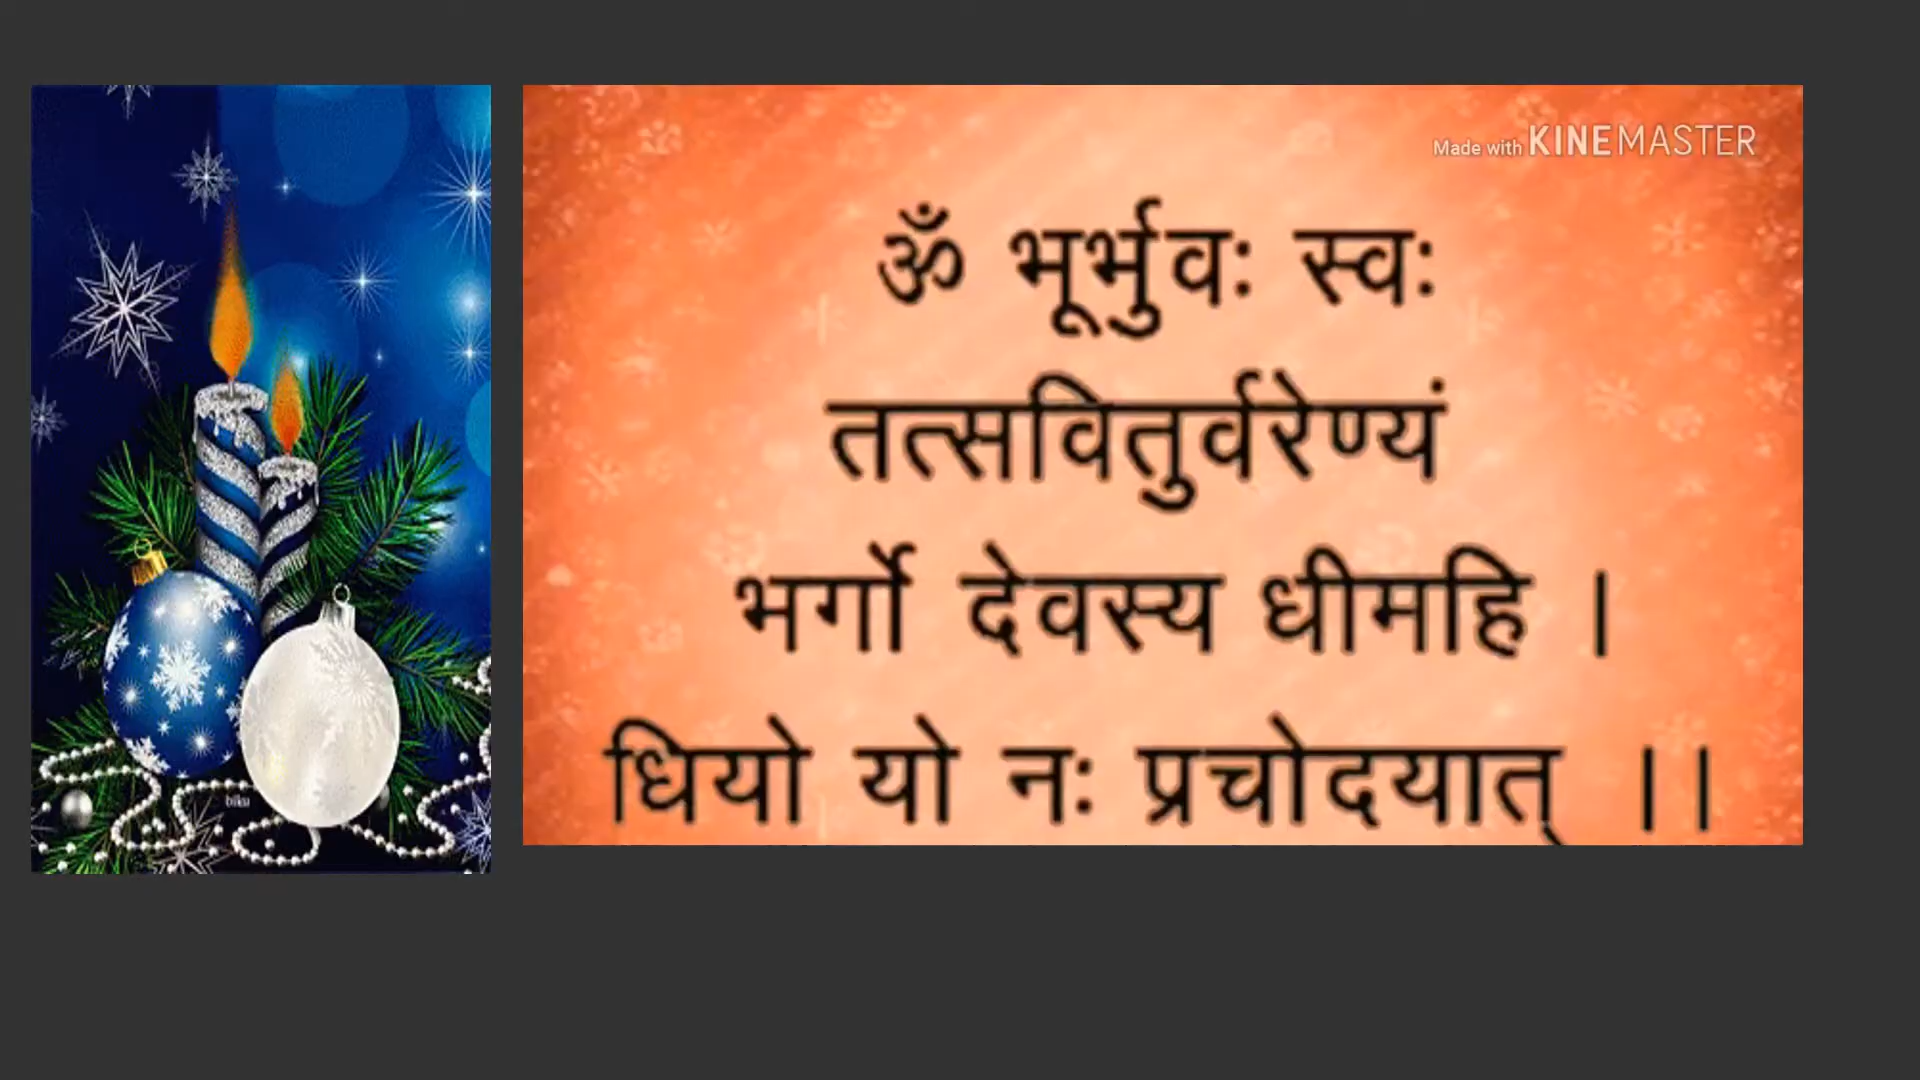 Made with KINEMASTER
ॐ भूर्भुवः स्वः
तत्सवितुर्वरेण्यं
भर्गो देवस्य धीमहि ।
धियो यो नः प्रचोदयात् ।।